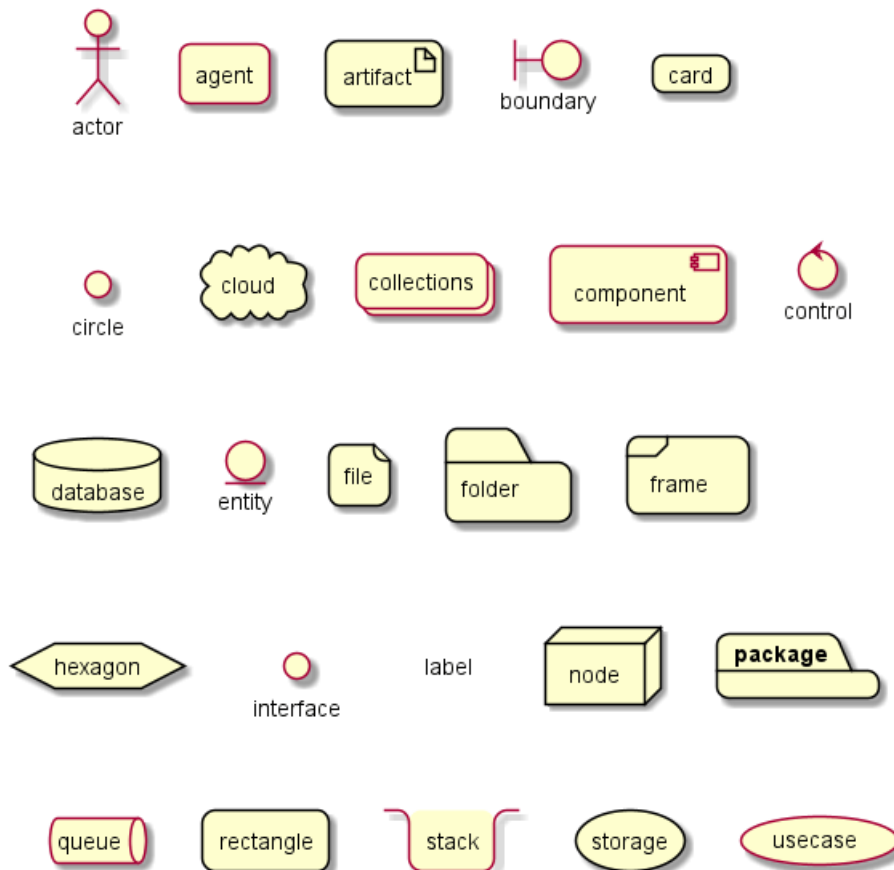 actor
agent
artifact
boundary
card
circle
cloud
collections
component
control
database
entity
file
folder
frame
hexagon
interface
label
node
package
queue
rectangle
stack
storage
usecase